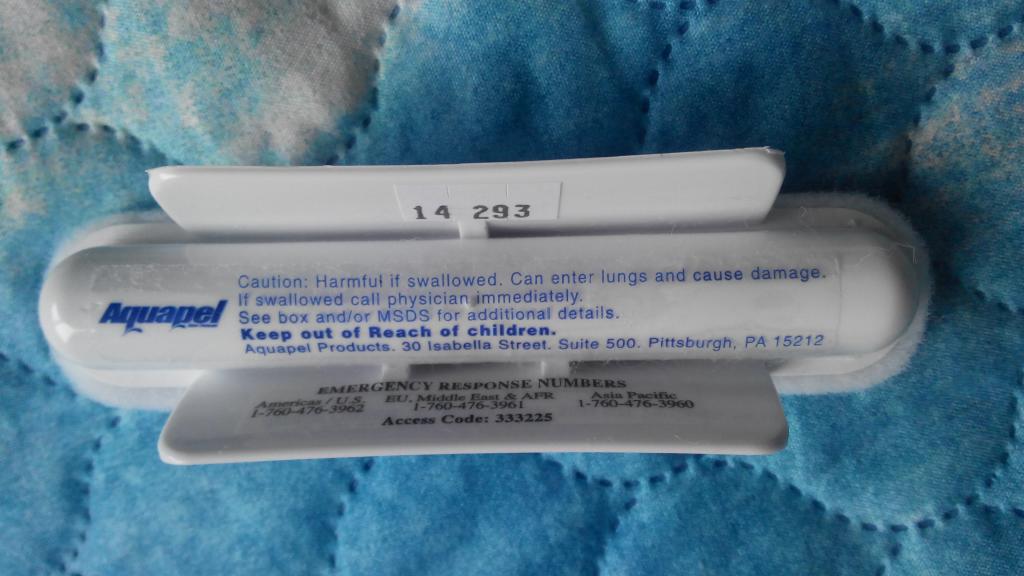 14 293
Aquapel
Caution: Harmful if swallowed. Can enter lungs and cause damage.
If swallowed call physician immediately.
See box and/or MSDS for additional details.
Keep out of Reach of children.
Aquapel Products. 30 Isabella Street. Suite 500. Pittsburgh, PA 15212
EMERGENCY RESPONSE NUMBERS
Americas / U.S. EU, Middle East & AFR Asia Pacific
1-760-476-3962 1-760-476-3961 1-760-476-3960
Access Code: 333225